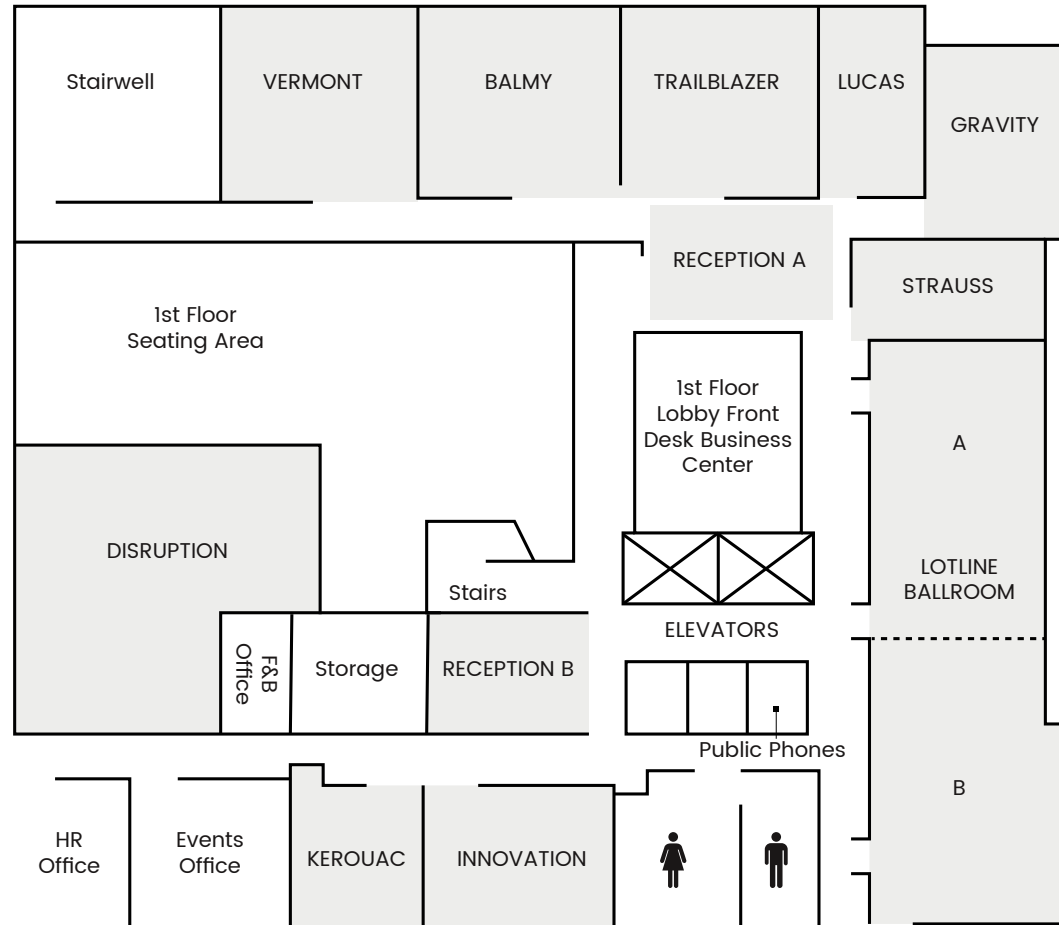 Stairwell
VERMONT
BALMY
TRAILBLAZER
LUCAS
GRAVITY
RECEPTION A
STRAUSS
1st Floor
Seating Area
1st Floor
Lobby Front
Desk Business
Center
A
DISRUPTION
LOTLINE
BALLROOM
Stairs
ELEVATORS
F&B
Office
Storage
RECEPTION B
Public Phones
B
HR
Office
Events
Office
KEROUAC
INNOVATION